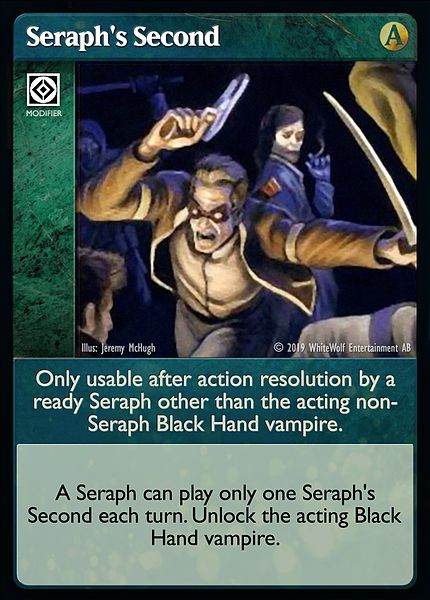 Seraph's Second
A
MODIFIER
Illus: Jeremy McHugh
© 2019 WhiteWolf Entertainment AB
Only usable after action resolution by a
ready Seraph other than the acting non-
Seraph Black Hand vampire.
A Seraph can play only one Seraph's
Second each turn. Unlock the acting Black
Hand vampire.